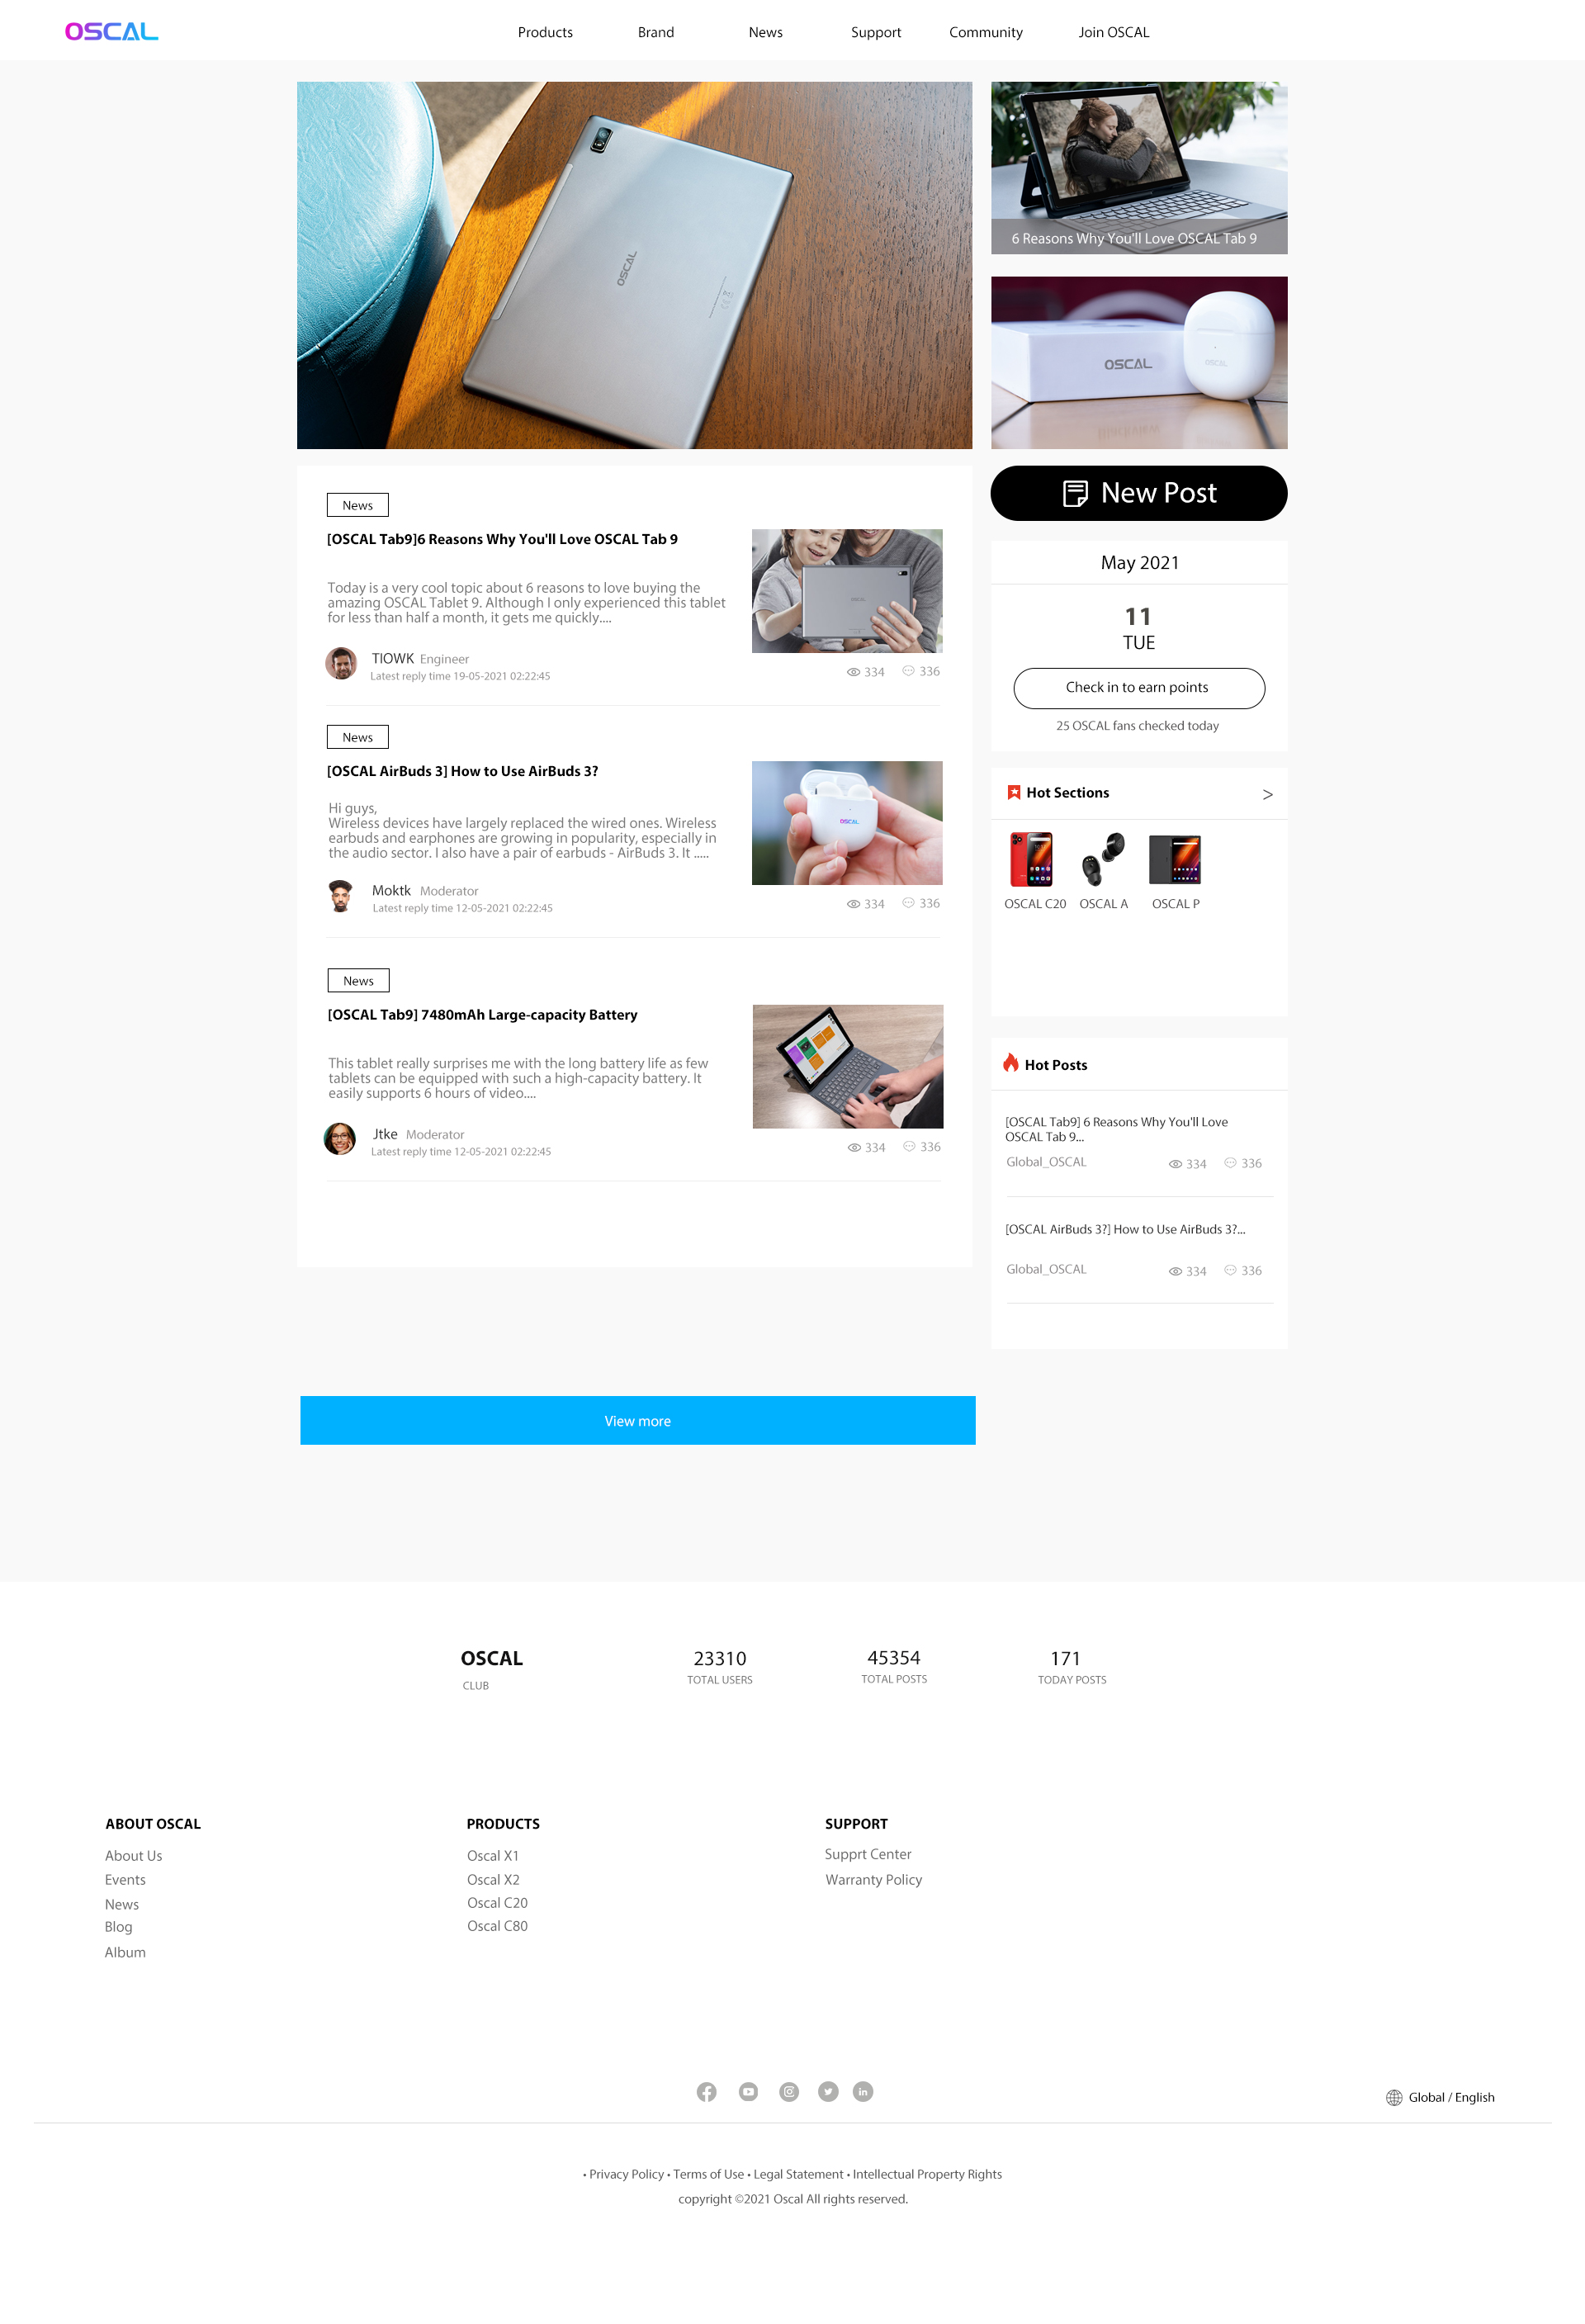 OSCAL
Products
Brand
News
Support
Community
Join OSCAL
OSCAL
6 Reasons Why You'll Love OSCAL Tab 9
OSCAL
OSCAL
New Post
News
[OSCAL Tab9]6 Reasons Why You'll Love OSCAL Tab 9
Today is a very cool topic about 6 reasons to love buying the
amazing OSCAL Tablet 9. Although I only experienced this tablet
for less than half a month, it gets me quickly....
TIOWK Engineer
Latest reply time 19-05-2021 02:22:45
334
336
News
[OSCAL AirBuds 3] How to Use AirBuds 3?
Hi guys,
Wireless devices have largely replaced the wired ones. Wireless
earbuds and earphones are growing in popularity, especially in
the audio sector. I also have a pair of earbuds - AirBuds 3. It .....
OSCAL
Moktk Moderator
Latest reply time 12-05-2021 02:22:45
334
336
News
[OSCAL Tab9] 7480mAh Large-capacity Battery
This tablet really surprises me with the long battery life as few
tablets can be equipped with such a high-capacity battery. It
easily supports 6 hours of video....
Jtke Moderator
Latest reply time 12-05-2021 02:22:45
334
336
View more
May 2021
11
TUE
Check in to earn points
25 OSCAL fans checked today
Hot Sections >
OSCAL C20
OSCAL A
OSCAL P
Hot Posts
[OSCAL Tab9] 6 Reasons Why You'll Love
OSCAL Tab 9...
Global_OSCAL
334
336
[OSCAL AirBuds 3?] How to Use AirBuds 3?...
Global_OSCAL
334
336
OSCAL
CLUB
23310
TOTAL USERS
45354
TOTAL POSTS
171
TODAY POSTS
ABOUT OSCAL
About Us
Events
News
Blog
Album
PRODUCTS
Oscal X1
Oscal X2
Oscal C20
Oscal C80
SUPPORT
Supprt Center
Warranty Policy
Global / English
• Privacy Policy • Terms of Use • Legal Statement • Intellectual Property Rights
copyright ©2021 Oscal All rights reserved.